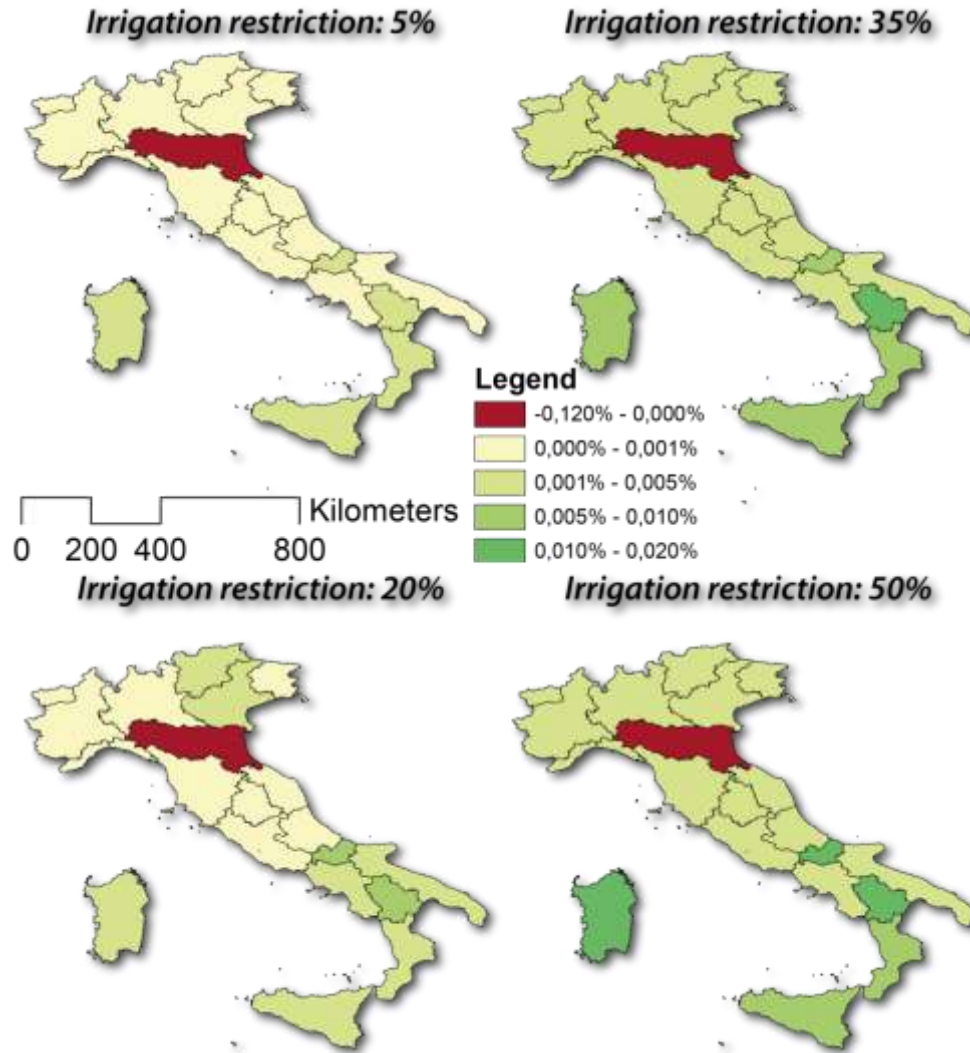 Irrigation restriction: 5%
Irrigation restriction: 35%
Legend
-0,120% - 0,000%
0,000% - 0,001%
0,001% - 0,005%
0,005% - 0,010%
0,010% - 0,020%
Kilometers
0 200 400 800
Irrigation restriction: 20%
Irrigation restriction: 50%